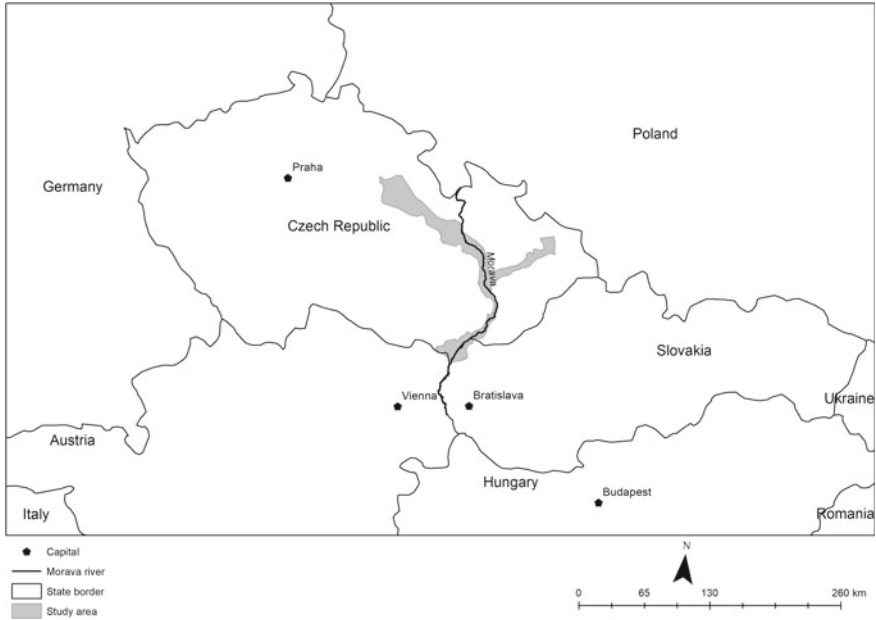 Poland
Praha
Germany
Czech Republic
Morava
Slovakia
Vienna
Bratislava
Ukraine
Austria
Hungary
Budapest
Italy
Romania
Capital
Morava river
State border
Study area
N
0 65 130 260 km